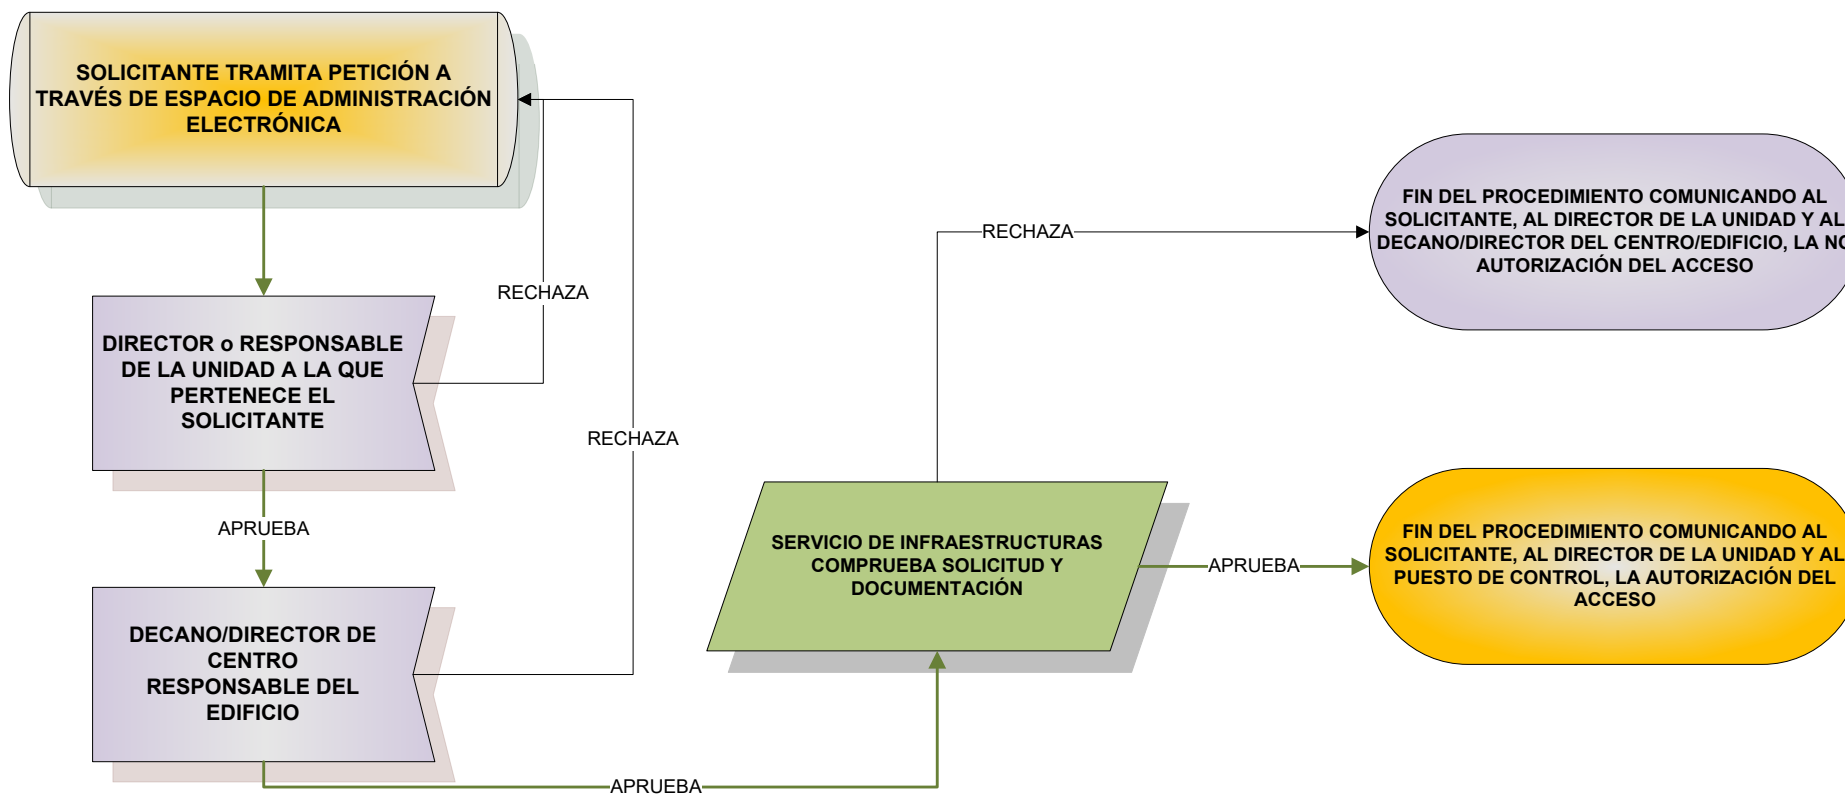 SOLICITANTE TRAMITA PETICIÓN A
TRAVÉS DE ESPACIO DE ADMINISTRACIÓN
ELECTRÓNICA
RECHAZA
DIRECTOR o RESPONSABLE
DE LA UNIDAD A LA QUE
PERTENECE EL
SOLICITANTE
RECHAZA
APRUEBA
DECANO/DIRECTOR DE
CENTRO
RESPONSABLE DEL
EDIFICIO
APRUEBA
SERVICIO DE INFRAESTRUCTURAS
COMPRUEBA SOLICITUD Y
DOCUMENTACIÓN
RECHAZA
FIN DEL PROCEDIMIENTO COMUNICANDO AL
SOLICITANTE, AL DIRECTOR DE LA UNIDAD Y AL
DECANO/DIRECTOR DEL CENTRO/EDIFICIO, LA NO
AUTORIZACIÓN DEL ACCESO
APRUEBA
FIN DEL PROCEDIMIENTO COMUNICANDO AL
SOLICITANTE, AL DIRECTOR DE LA UNIDAD Y AL
PUESTO DE CONTROL, LA AUTORIZACIÓN DEL
ACCESO